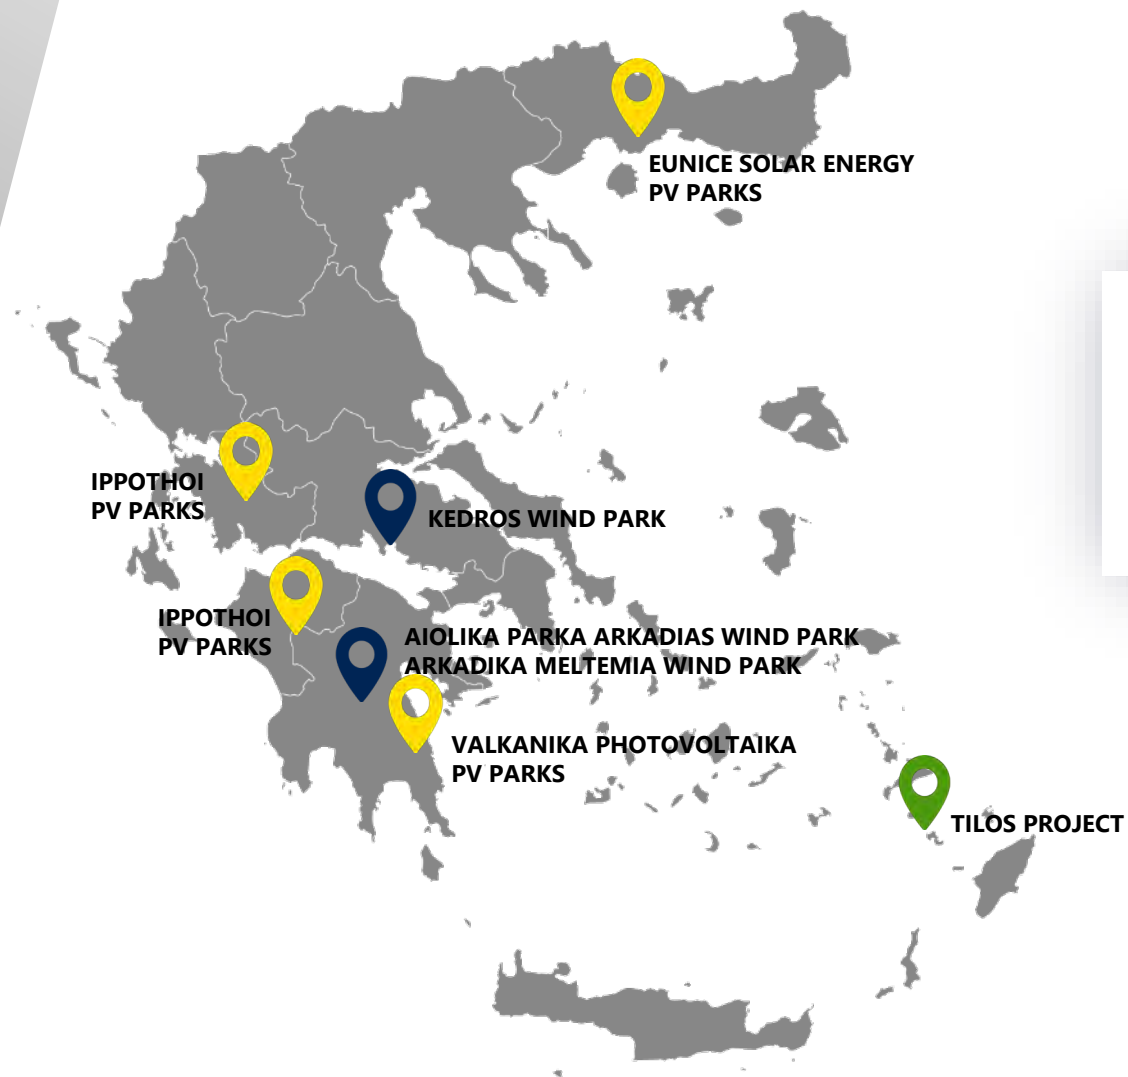 EUNICE SOLAR ENERGY
PV PARKS
IPPOTHOI
PV PARKS
KEDROS WIND PARK
IPPOTHOI
PV PARKS
AIOLIKA PARKA ARKADIAS WIND PARK
ARKADIKA MELTEMIA WIND PARK
VALKANIKA PHOTOVOLTAIKA
PV PARKS
TILOS PROJECT